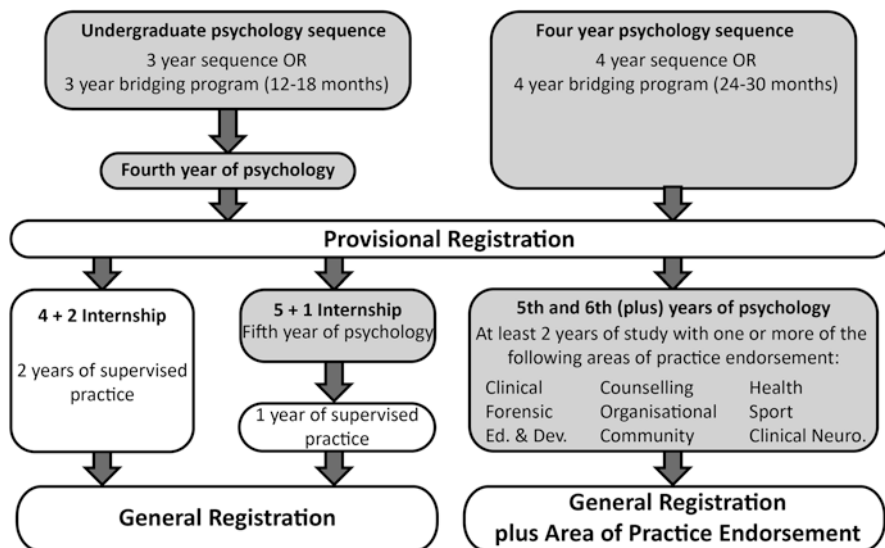 Undergraduate psychology sequence
3 year sequence OR
3 year bridging program (12-18 months)
Four year psychology sequence
4 year sequence OR
4 year bridging program (24-30 months)
Fourth year of psychology
Provisional Registration
4 + 2 Internship
2 years of supervised
practice
5 + 1 Internship
Fifth year of psychology
1 year of supervised
practice
5th and 6th (plus) years of psychology
At least 2 years of study with one or more of the
following areas of practice endorsement:
Clinical Counselling Health
Forensic Organisational Sport
Ed. & Dev. Community Clinical Neuro.
General Registration
General Registration
plus Area of Practice Endorsement